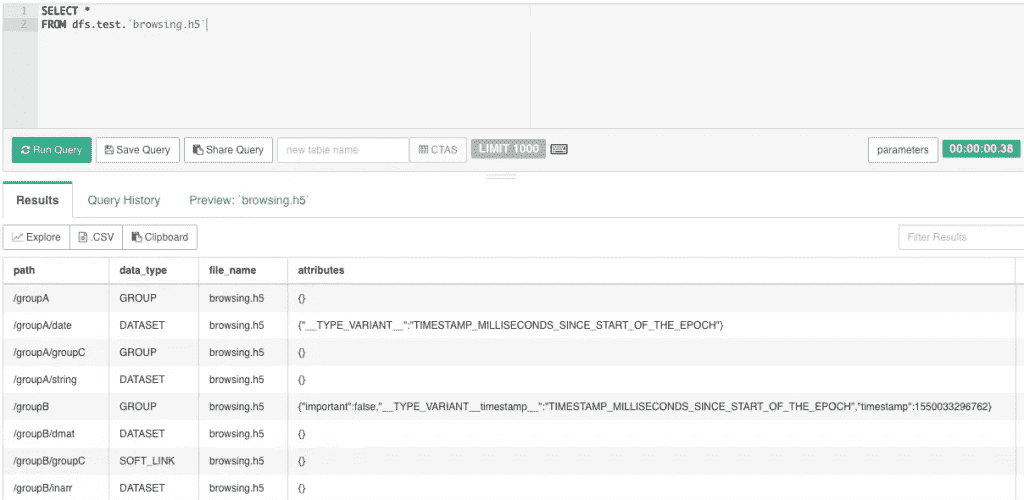 1 SELECT *
2 FROM dfs.test.`browsing.h5`
Run Query Save Query Share Query new table name CTAS LIMIT 1000 parameters 00:00:00.38
Results Query History Preview: `browsing.h5`
Explore .CSV Clipboard Filter Results
path data_type file_name attributes
/groupA GROUP browsing.h5 {}
/groupA/date DATASET browsing.h5 {"__TYPE_VARIANT__":"TIMESTAMP_MILLISECONDS_SINCE_START_OF_THE_EPOCH"}
/groupA/groupC GROUP browsing.h5 {}
/groupA/string DATASET browsing.h5 {}
/groupB GROUP browsing.h5 {"important":false,"__TYPE_VARIANT__timestamp__":"TIMESTAMP_MILLISECONDS_SINCE_START_OF_THE_EPOCH","timestamp":1550033296762}
/groupB/dmat DATASET browsing.h5 {}
/groupB/groupC SOFT_LINK browsing.h5 {}
/groupB/inarr DATASET browsing.h5 {}